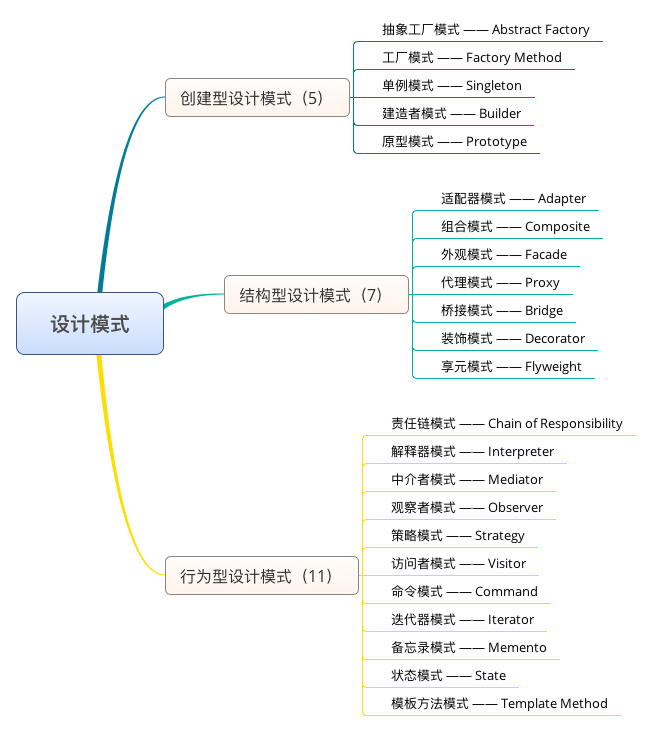 设计模式
创建型设计模式（5）
抽象工厂模式 —— Abstract Factory
工厂模式 —— Factory Method
单例模式 —— Singleton
建造者模式 —— Builder
原型模式 —— Prototype
结构型设计模式（7）
适配器模式 —— Adapter
组合模式 —— Composite
外观模式 —— Facade
代理模式 —— Proxy
桥接模式 —— Bridge
装饰模式 —— Decorator
享元模式 —— Flyweight
行为型设计模式（11）
责任链模式 —— Chain of Responsibility
解释器模式 —— Interpreter
中介者模式 —— Mediator
观察者模式 —— Observer
策略模式 —— Strategy
访问者模式 —— Visitor
命令模式 —— Command
迭代器模式 —— Iterator
备忘录模式 —— Memento
状态模式 —— State
模板方法模式 —— Template Method